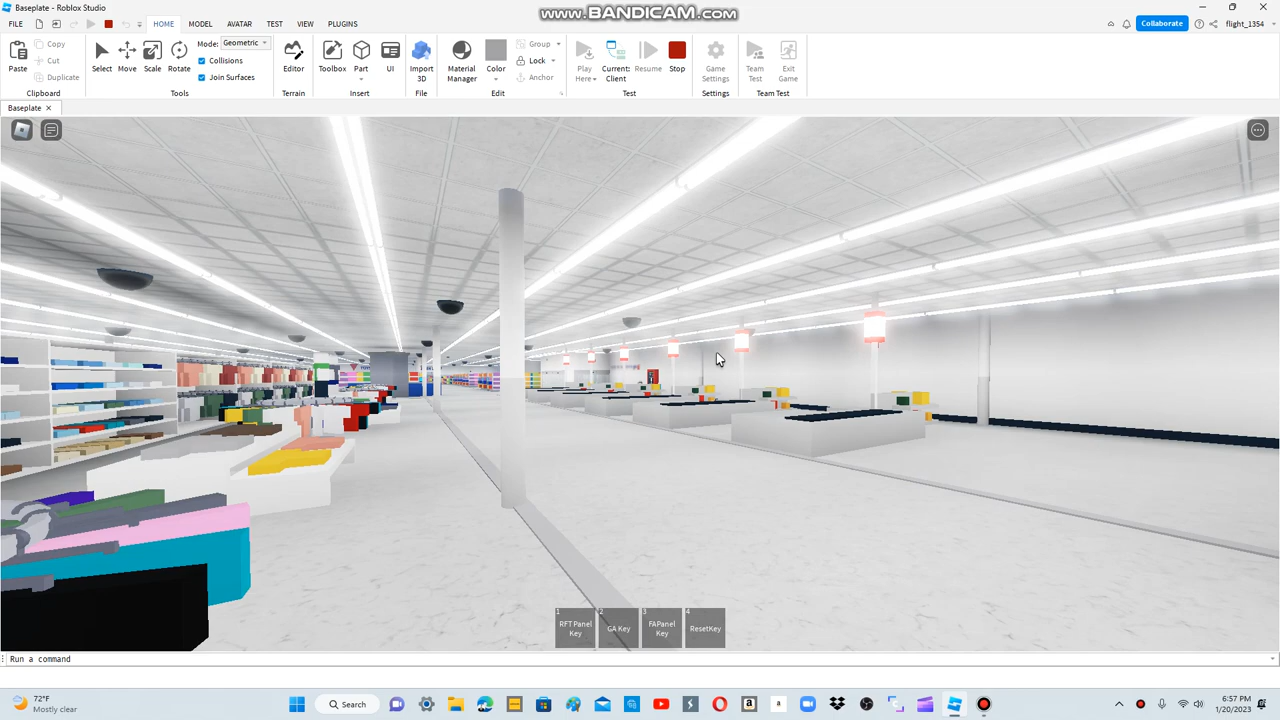 Baseplate - Roblox Studio
www.BANDICAM.com
FILE
HOME MODEL AVATAR TEST VIEW PLUGINS
Collaborate
flight_1354
Paste
Copy
Cut
Duplicate
Clipboard
Select
Move
Scale
Rotate
Mode: Geometric
Collisions
Join Surfaces
Tools
Editor
Terrain
Toolbox
Part
UI
Insert
Import
3D
File
Material
Manager
Color
Group
Lock
Anchor
Edit
Play
Here
Current:
Client
Resume
Stop
Test
Game
Settings
Settings
Team
Test
Exit
Game
Team Test
Baseplate
1
RFT Panel
Key
2
GA Key
3
FAPanel
Key
4
ResetKey
Run a command
72°F
Mostly clear
Search
6:57 PM
1/20/2023